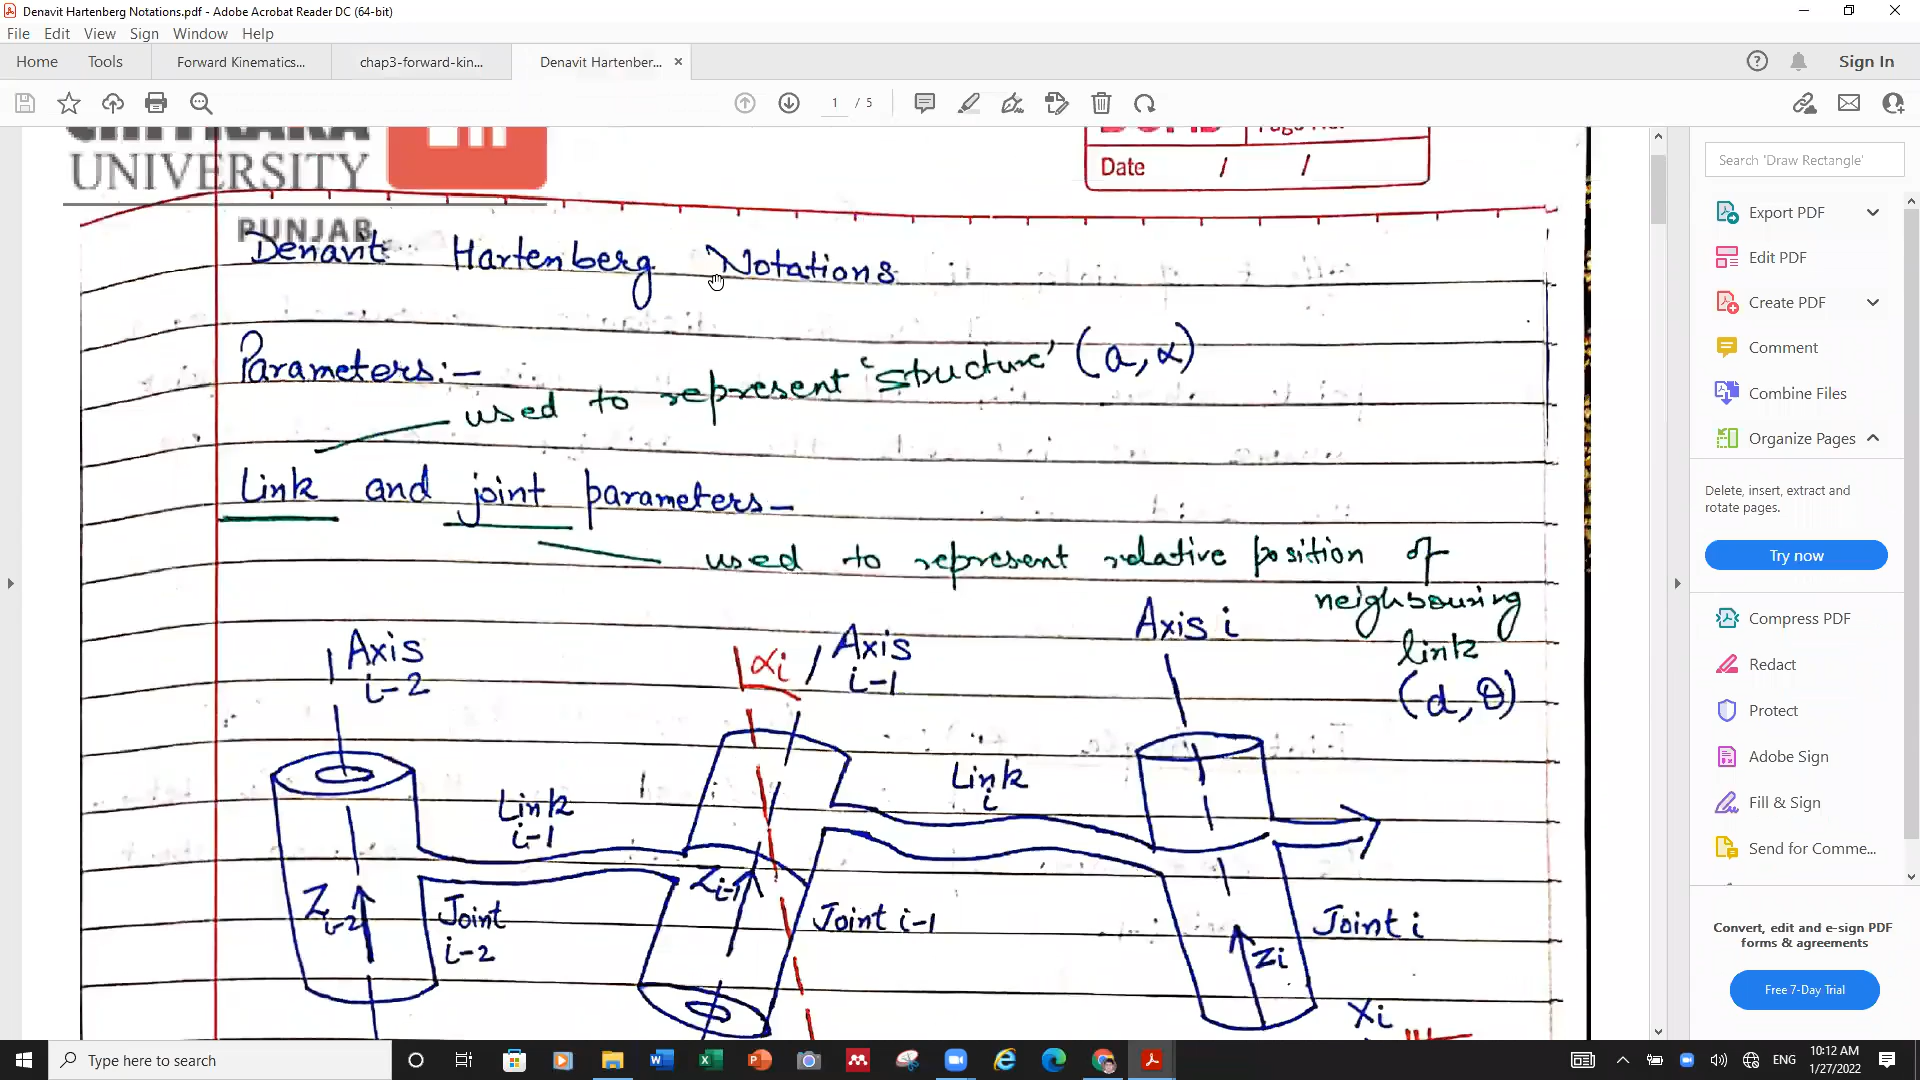 Denavit Hartenberg Notations.pdf - Adobe Acrobat Reader DC (64-bit)
File Edit View Sign Window Help
Home Tools Forward Kinematics... chap3-forward-kin... Denavit Hartenber... Sign In
1 / 5
UNIVERSITY
PUNJAB
Date / /
Denavit Hartenberg Notations
Parameters:-
used to represent 'structure' (a, α)
Link and joint parameters-
used to represent relative position of
neighbouring
link
(d, θ)
Axis
i-2
αi
Axis
i-1
Axis i
Link
i-1
Link
i
Zi-2
Joint
i-2
Zi-1
Joint i-1
Zi
Joint i
Xi
Search 'Draw Rectangle'
Export PDF
Edit PDF
Create PDF
Comment
Combine Files
Organize Pages
Delete, insert, extract and
rotate pages.
Try now
Compress PDF
Redact
Protect
Adobe Sign
Fill & Sign
Send for Comme...
Convert, edit and e-sign PDF
forms & agreements
Free 7-Day Trial
Type here to search
ENG
10:12 AM
1/27/2022